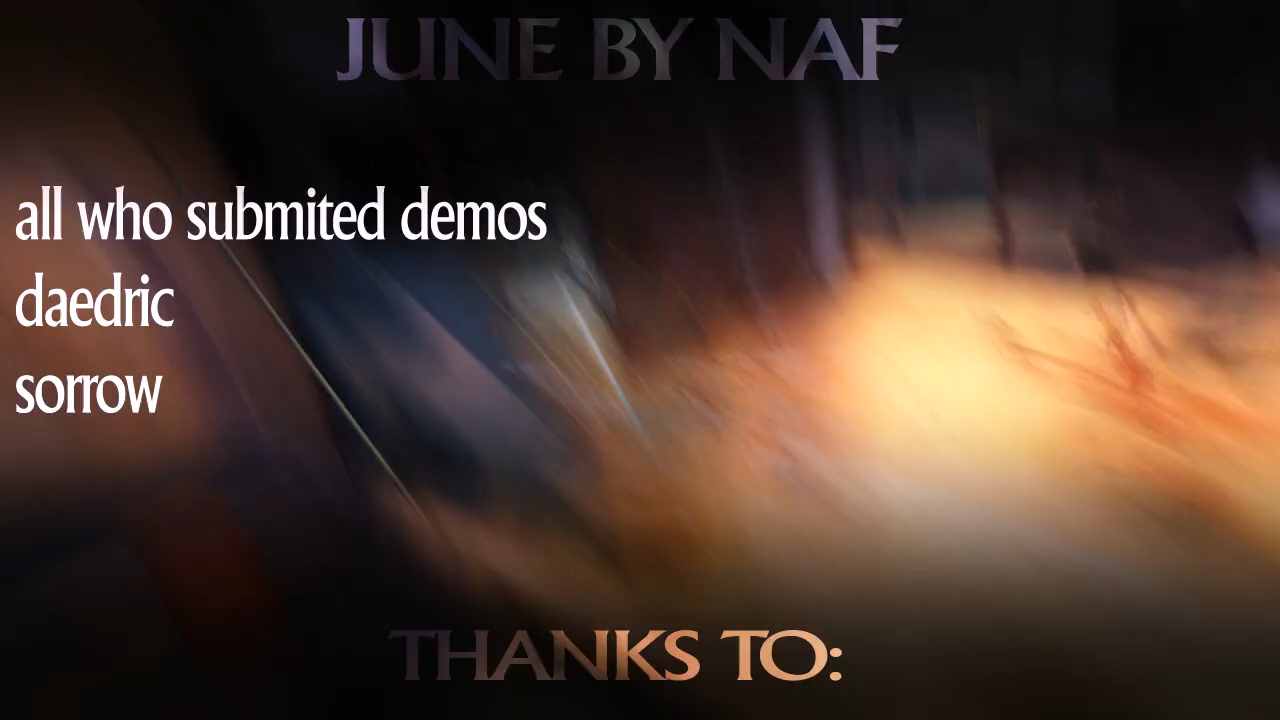 JUNE BY NAF
all who submited demos
daedric
sorrow
THANKS TO: